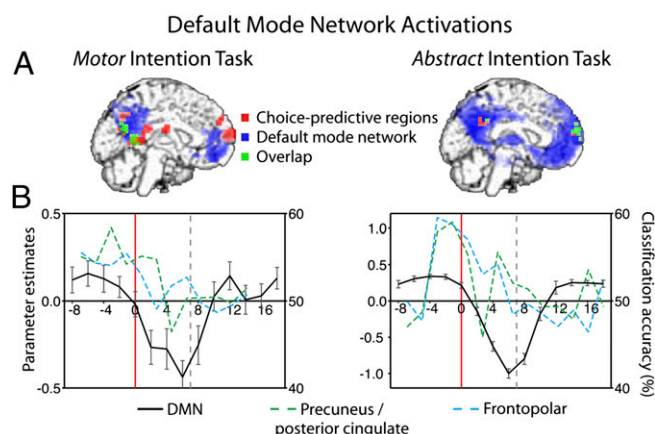 Default Mode Network Activations
A
Motor Intention Task
Abstract Intention Task
Choice-predictive regions
Default mode network
Overlap
B
Parameter estimates
0.5
0.0
-0.5
-8 -4 0 4 8 12 16
60
50
40
1.0
0.5
0.0
-0.5
-1.0
-8 -4 0 4 8 12 16
60
50
40
Classification accuracy (%)
DMN
Precuneus /
posterior cingulate
Frontopolar